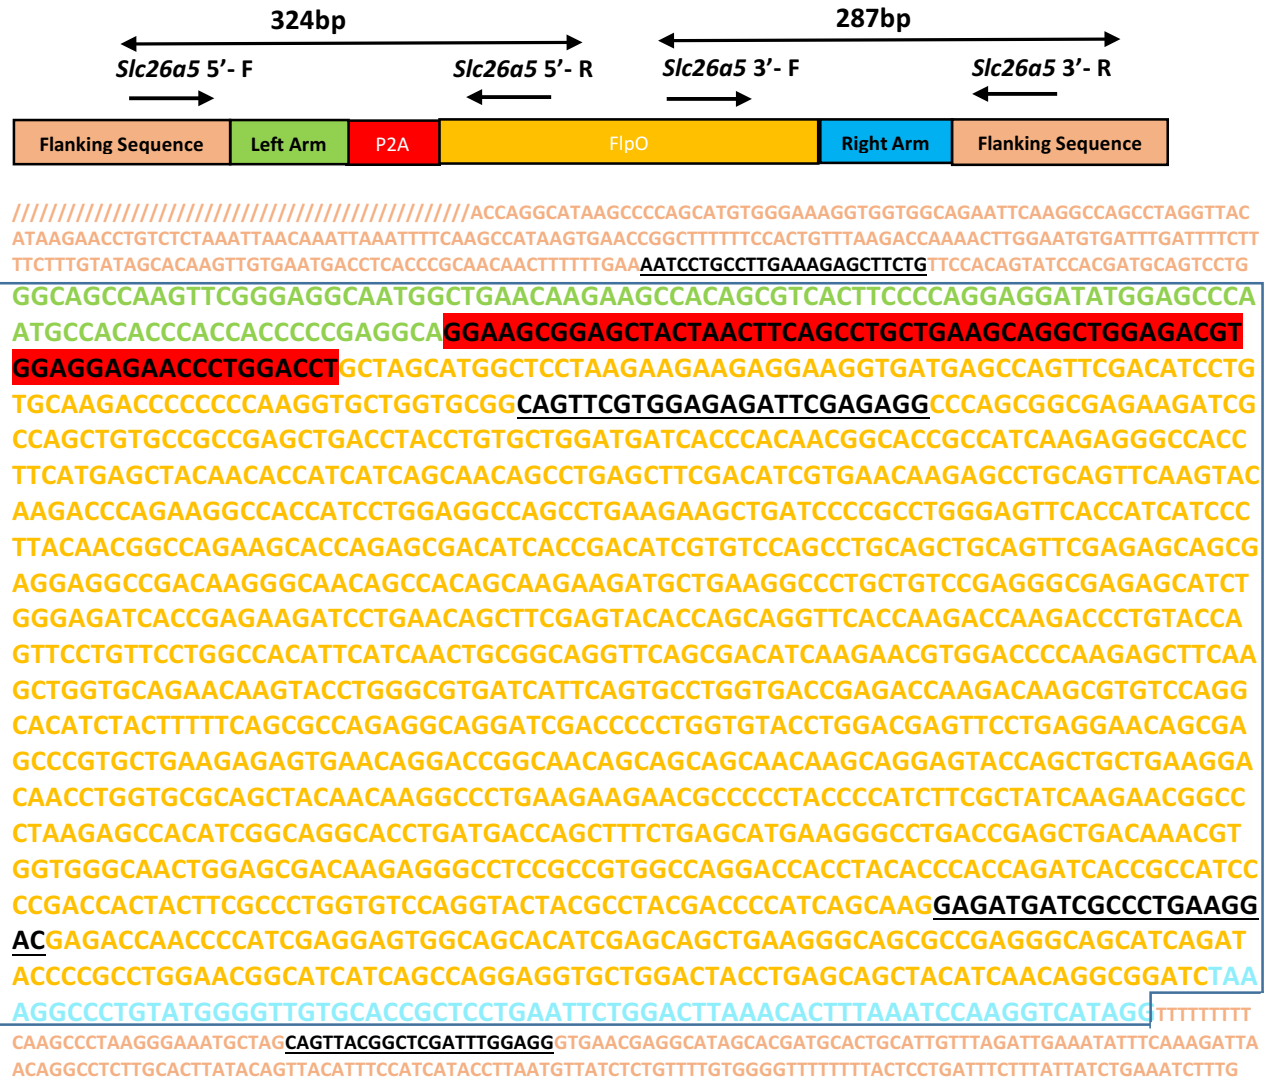 324bp 287bp
Slc26a5 5’- F Slc26a5 5’- R Slc26a5 3’- F Slc26a5 3’- R
Flanking Sequence Left Arm P2A FlpO Right Arm Flanking Sequence
//////////////////////////////////////////////////ACCAGGCATAAGCCCCAGCATGTGGGAAAGGTGGTGGCAGAATTCAAGGCCAGCCTAGGTTAC
ATAAGAACCTGTCTCTAAATTAACAAATTAAATTTTCAAGCCATAAGTGAACCGGCTTTTTTCCACTGTTTAAGACCAAAACTTGGAATGTGATTTGATTTTCTT
TTCTTTGTATAGCACAAGTTGTGAATGACCTCACCCGCAACAACTTTTTTGAAAATCCTGCCTTGAAAGAGCTTCTGTTCCACAGTATCCACGATGCAGTCCTG
GGCAGCCAAGTTCGGGAGGCAATGGCTGAACAAGAAGCCACAGCGTCACTTCCCCAGGAGGATATGGAGCCCA
ATGCCACACCCACCACCCCCGAGGCAGGAAGCGGAGCTACTAACTTCAGCCTGCTGAAGCAGGCTGGAGACGT
GGAGGAGAACCCTGGACCTGCTAGCATGGCTCCTAAGAAGAAGAGGAAGGTGATGAGCCAGTTCGACATCCTG
TGCAAGACCCCCCCCAAGGTGCTGGTGCGGCAGTTCGTGGAGAGATTCGAGAGGCCCAGCGGCGAGAAGATCG
CCAGCTGTGCCGCCGAGCTGACCTACCTGTGCTGGATGATCACCCACAACGGCACCGCCATCAAGAGGGCCACC
TTCATGAGCTACAACACCATCATCAGCAACAGCCTGAGCTTCGACATCGTGAACAAGAGCCTGCAGTTCAAGTAC
AAGACCCAGAAGGCCACCATCCTGGAGGCCAGCCTGAAGAAGCTGATCCCCGCCTGGGAGTTCACCATCATCCC
TTACAACGGCCAGAAGCACCAGAGCGACATCACCGACATCGTGTCCAGCCTGCAGCTGCAGTTCGAGAGCAGCG
AGGAGGCCGACAAGGGCAACAGCCACAGCAAGAAGATGCTGAAGGCCCTGCTGTCCGAGGGCGAGAGCATCT
GGGAGATCACCGAGAAGATCCTGAACAGCTTCGAGTACACCAGCAGGTTCACCAAGACCAAGACCCTGTACCA
GTTCCTGTTCCTGGCCACATTCATCAACTGCGGCAGGTTCAGCGACATCAAGAACGTGGACCCCAAGAGCTTCAA
GCTGGTGCAGAACAAGTACCTGGGCGTGATCATTCAGTGCCTGGTGACCGAGACCAAGACAAGCGTGTCCAGG
CACATCTACTTTTTCAGCGCCAGAGGCAGGATCGACCCCCTGGTGTACCTGGACGAGTTCCTGAGGAACAGCGA
GCCCGTGCTGAAGAGAGTGAACAGGACCGGCAACAGCAGCAGCAACAAGCAGGAGTACCAGCTGCTGAAGGA
CAACCTGGTGCGCAGCTACAACAAGGCCCTGAAGAAGAACGCCCCCTACCCCATCTTCGCTATCAAGAACGGCC
CTAAGAGCCACATCGGCAGGCACCTGATGACCAGCTTTCTGAGCATGAAGGGCCTGACCGAGCTGACAAACGT
GGTGGGCAACTGGAGCGACAAGAGGGCCTCCGCCGTGGCCAGGACCACCTACACCCACCAGATCACCGCCATCC
CCGACCACTACTTCGCCCTGGTGTCCAGGTACTACGCCTACGACCCCATCAGCAAGGAGATGATCGCCCTGAAGG
ACGAGACCAACCCCATCGAGGAGTGGCAGCACATCGAGCAGCTGAAGGGCAGCGCCGAGGGCAGCATCAGAT
ACCCCGCCTGGAACGGCATCATCAGCCAGGAGGTGCTGGACTACCTGAGCAGCTACATCAACAGGCGGATCTAA
AGGCCCTGTATGGGGTTGTGCACCGCTCCTGAATTCTGGACTTAAACACTTTAAATCCAAGGTCATAGGTTTTTTTTT
CAAGCCCTAAGGGAAATGCTAGCAGTTACGGCTCGATTTGGAGGGTGAACGAGGCATAGCACGATGCACTGCATTGTTTAGATTGAAATATTTCAAAGATTA
ACAGGCCTCTTGCACTTATACAGTTACATTTCCATCATACCTTAATGTTATCTCTGTTTTGTGGGGTTTTTTTTACTCCTGATTTCTTTATTATCTGAAATCTTTG